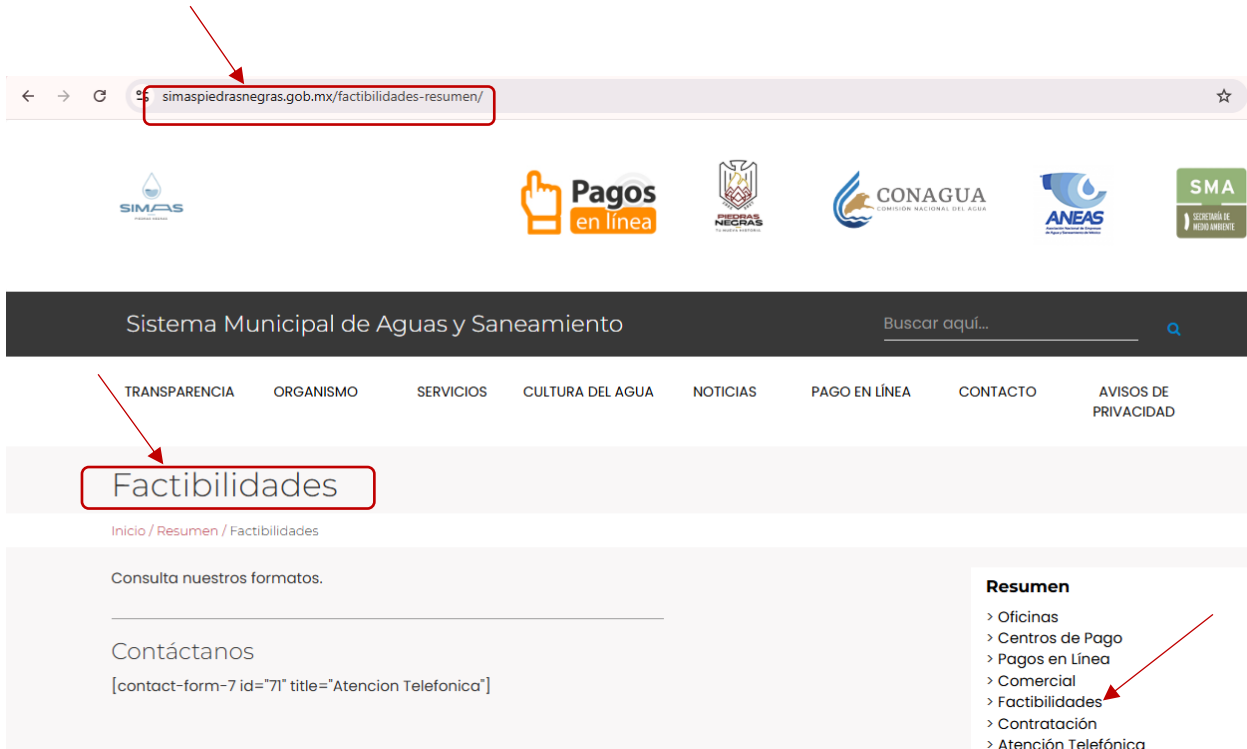 simaspiedrasnegras.gob.mx/factibilidades-resumen/
SIMAS
Pagos
en línea
PIEDRAS
NEGRAS
CONAGUA
COMISIÓN NACIONAL DEL AGUA
ANEAS
SMA
SECRETARÍA DE
MEDIO AMBIENTE
Sistema Municipal de Aguas y Saneamiento
Buscar aquí...
TRANSPARENCIA ORGANISMO SERVICIOS CULTURA DEL AGUA NOTICIAS PAGO EN LÍNEA CONTACTO AVISOS DE
PRIVACIDAD
Factibilidades
Inicio / Resumen / Factibilidades
Consulta nuestros formatos.
Contáctanos
[contact-form-7 id="71" title="Atencion Telefonica"]
Resumen
> Oficinas
> Centros de Pago
> Pagos en Línea
> Comercial
> Factibilidades
> Contratación
> Atención Telefónica